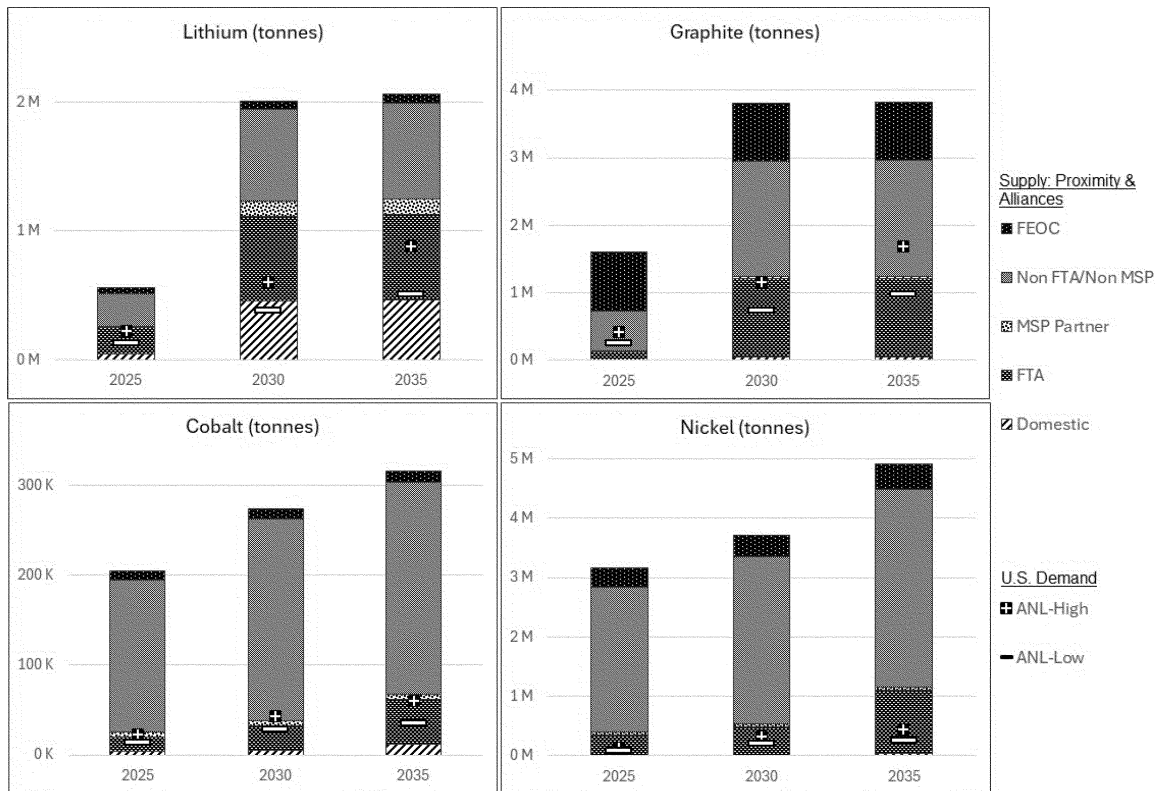 Lithium (tonnes)
2 M
1 M
0 M
2025
2030
2035
Graphite (tonnes)
4 M
3 M
2 M
1 M
0 M
2025
2030
2035
Supply: Proximity &
Alliances
FEOC
Non FTA/Non MSP
MSP Partner
FTA
Domestic
Cobalt (tonnes)
300 K
200 K
100 K
0 K
2025
2030
2035
Nickel (tonnes)
5 M
4 M
3 M
2 M
1 M
0 M
2025
2030
2035
U.S. Demand
ANL-High
ANL-Low